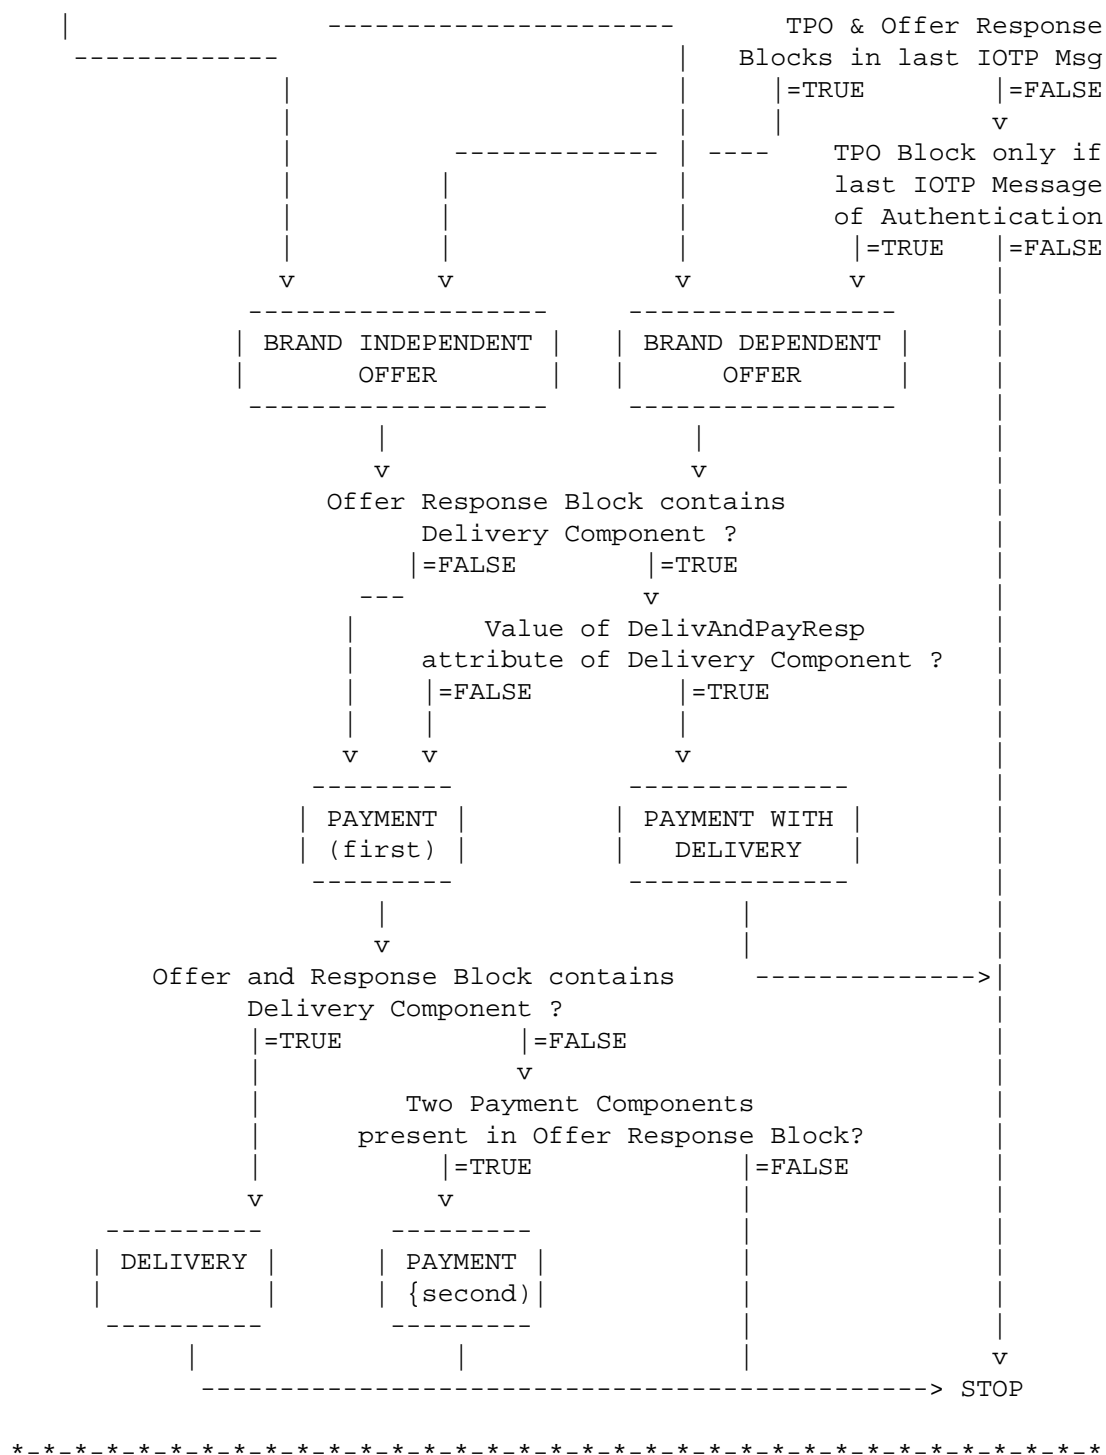 TPO & Offer Response
Blocks in last IOTP Msg
|=TRUE |=FALSE
v
TPO Block only if
last IOTP Message
of Authentication
|=TRUE |=FALSE
v v v v
BRAND INDEPENDENT BRAND DEPENDENT
OFFER OFFER
v v
Offer Response Block contains
Delivery Component ?
|=FALSE |=TRUE
v
Value of DelivAndPayResp
attribute of Delivery Component ?
|=FALSE |=TRUE
v v v
PAYMENT PAYMENT WITH
(first) DELIVERY
v
Offer and Response Block contains
Delivery Component ?
|=TRUE |=FALSE
v
Two Payment Components
present in Offer Response Block?
|=TRUE |=FALSE
v v
DELIVERY PAYMENT
{second)
v
STOP
*-*-*-*-*-*-*-*-*-*-*-*-*-*-*-*-*-*-*-*-*-*-*-*-*-*-*-*-*-*-*-*-*-*-*